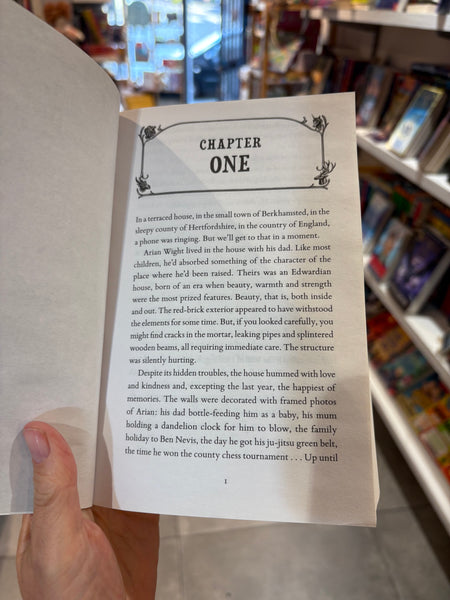 CHAPTER
ONE
In a terraced house, in the small town of Berkhamsted, in the
sleepy county of Hertfordshire, in the country of England,
a phone was ringing. But we'll get to that in a moment.
Arian Wight lived in the house with his dad. Like most
children, he'd absorbed something of the character of the
place where he'd been raised. Theirs was an Edwardian
house, born of an era when beauty, warmth and strength
were the most prized features. Beauty, that is, both inside
and out. The red-brick exterior appeared to have withstood
the elements for some time. But, if you looked carefully, you
might find cracks in the mortar, leaking pipes and splintered
wooden beams, all requiring immediate care. The structure
was silently hurting.
Despite its hidden troubles, the house hummed with love
and kindness and, excepting the last year, the happiest of
memories. The walls were decorated with framed photos
of Arian: his dad bottle-feeding him as a baby, his mum
holding a dandelion clock for him to blow, the family
holiday to Ben Nevis, the day he got his ju-jitsu green belt,
the time he won the county chess tournament . . . Up until
1